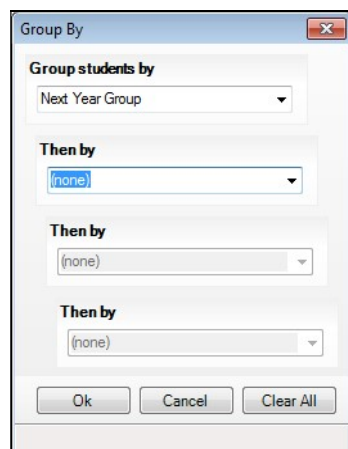 Group By
Group students by
Next Year Group
Then by
(none)
Then by
(none)
Then by
(none)
Ok Cancel Clear All